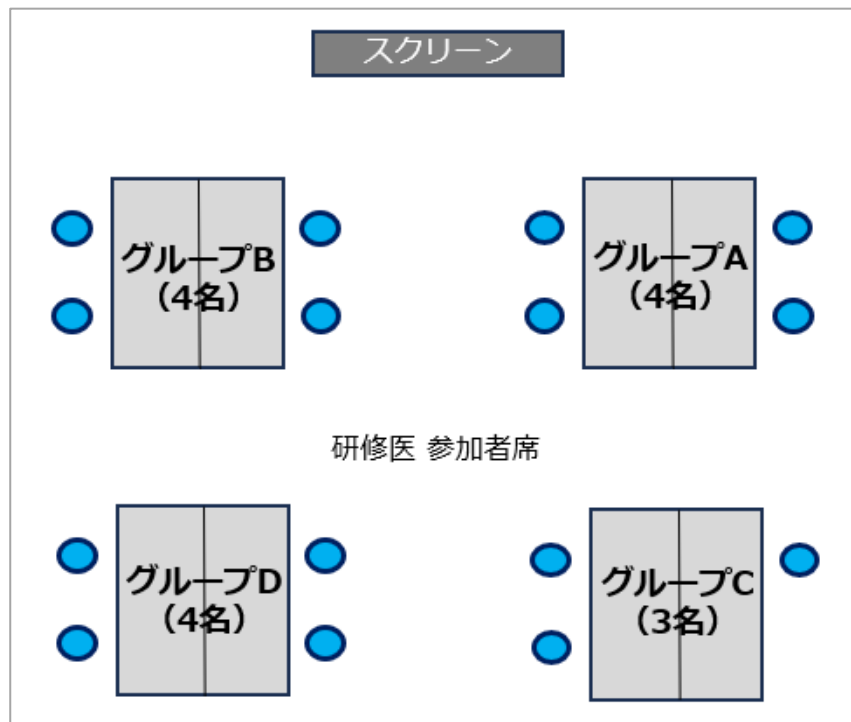 スクリーン
グループB
（4名）
グループA
（4名）
研修医 参加者席
グループD
（4名）
グループC
（3名）